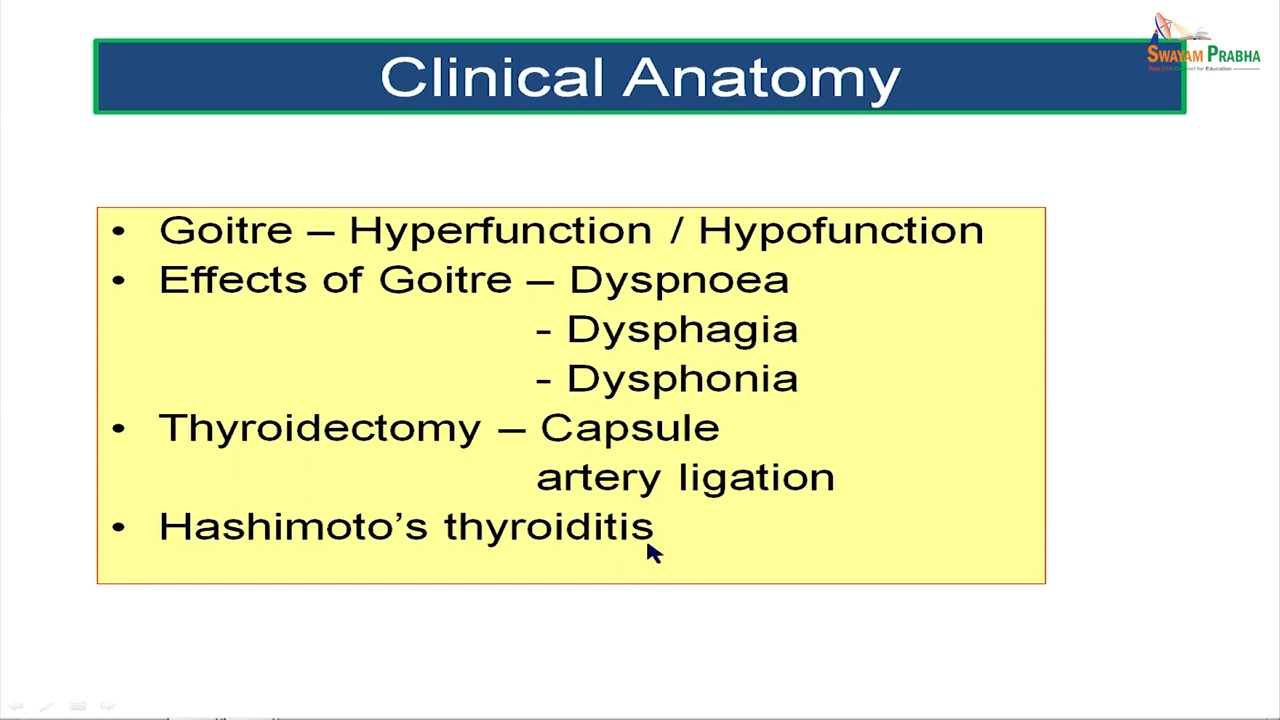 SWAYAM PRABHA
Clinical Anatomy
• Goitre – Hyperfunction / Hypofunction
• Effects of Goitre – Dyspnoea
- Dysphagia
- Dysphonia
• Thyroidectomy – Capsule
artery ligation
• Hashimoto’s thyroiditis